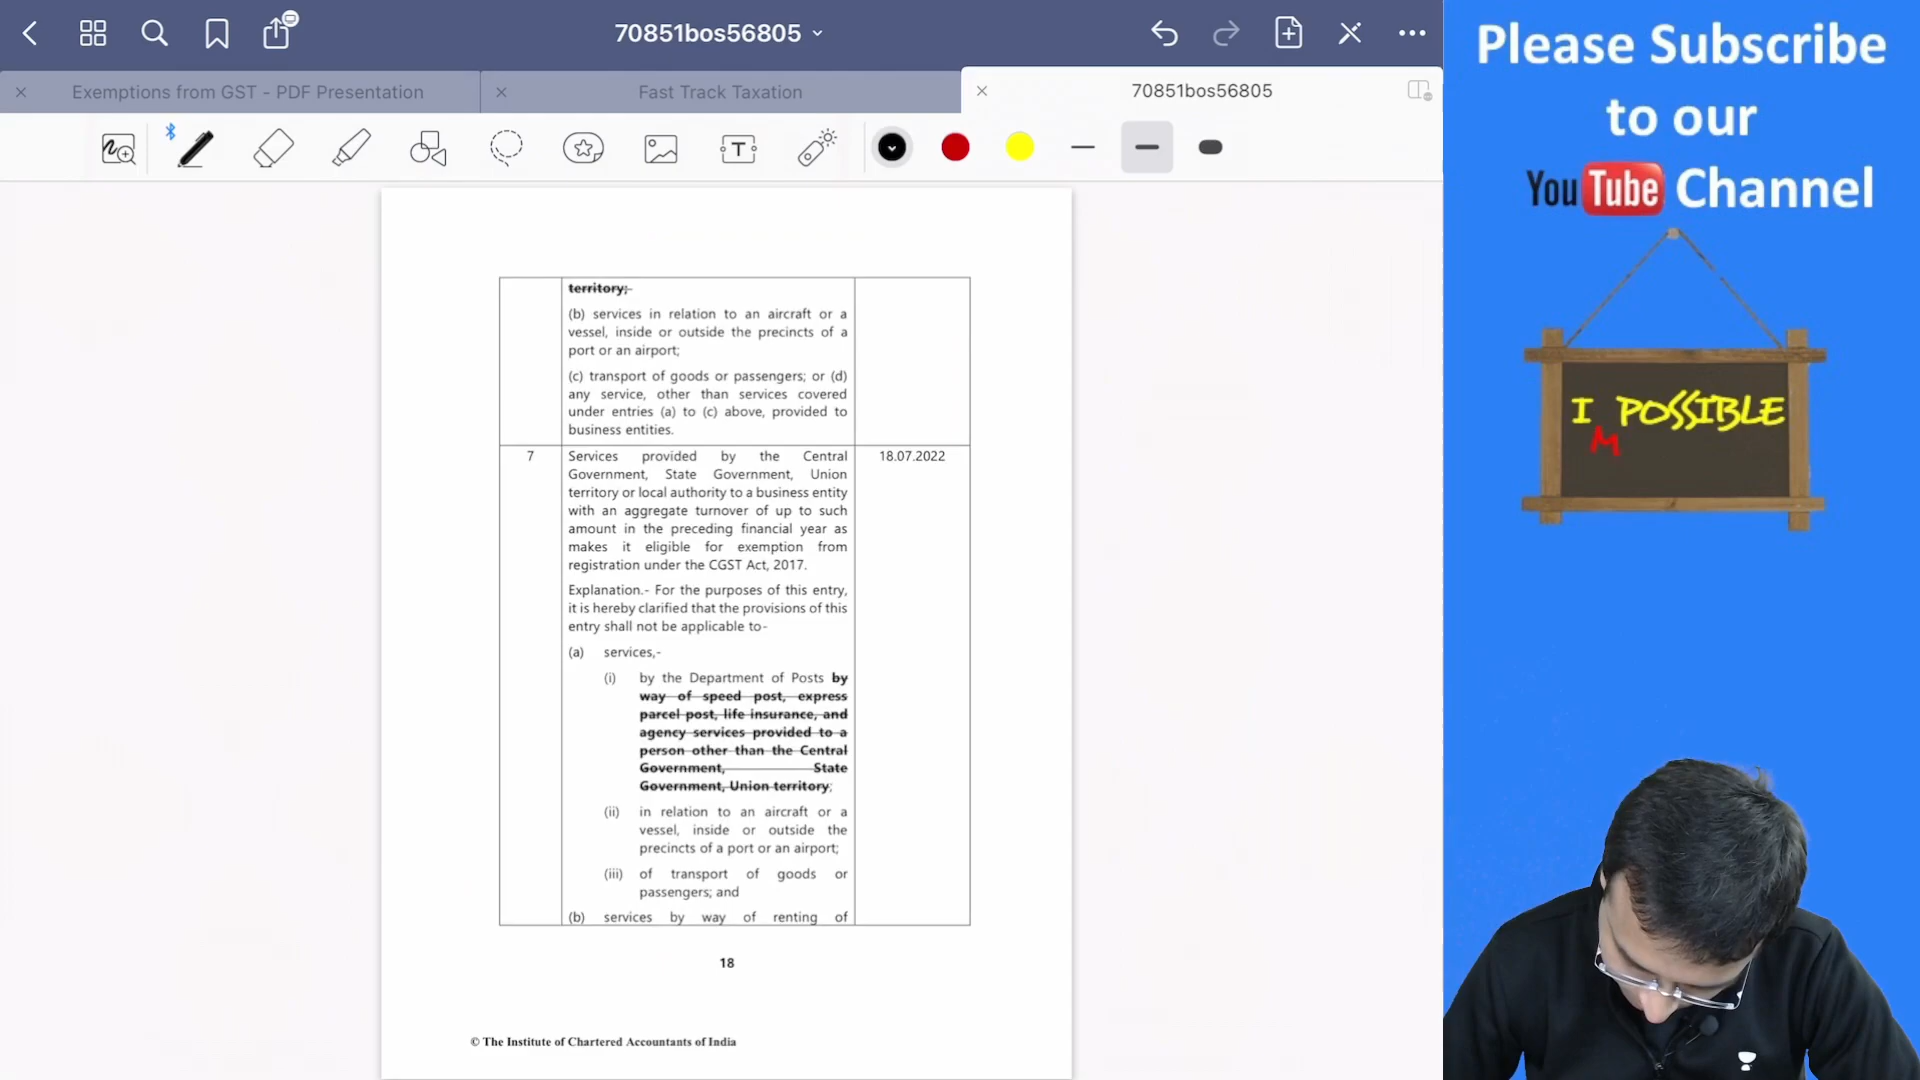 70851bos56805
Exemptions from GST - PDF Presentation
Fast Track Taxation
70851bos56805
T
territory;
(b) services in relation to an aircraft or a
vessel, inside or outside the precincts of a
port or an airport;
(c) transport of goods or passengers; or (d)
any service, other than services covered
under entries (a) to (c) above, provided to
business entities.
7
Services provided by the Central
Government, State Government, Union
territory or local authority to a business entity
with an aggregate turnover of up to such
amount in the preceding financial year as
makes it eligible for exemption from
registration under the CGST Act, 2017.
18.07.2022
Explanation.- For the purposes of this entry,
it is hereby clarified that the provisions of this
entry shall not be applicable to-
(a) services,-
(i) by the Department of Posts by
way of speed post, express
parcel post, life insurance, and
agency services provided to a
person other than the Central
Government, State
Government, Union territory;
(ii) in relation to an aircraft or a
vessel, inside or outside the
precincts of a port or an airport;
(iii) of transport of goods or
passengers; and
(b) services by way of renting of
18
© The Institute of Chartered Accountants of India
Please Subscribe
to our
YouTube Channel
I POSSIBLE
M